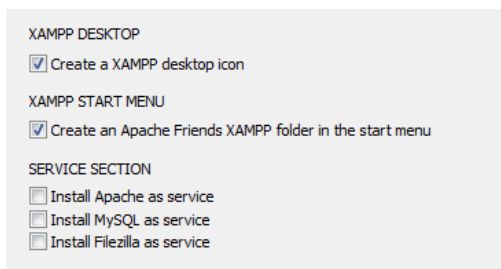 XAMPP DESKTOP
Create a XAMPP desktop icon
XAMPP START MENU
Create an Apache Friends XAMPP folder in the start menu
SERVICE SECTION
Install Apache as service
Install MySQL as service
Install Filezilla as service